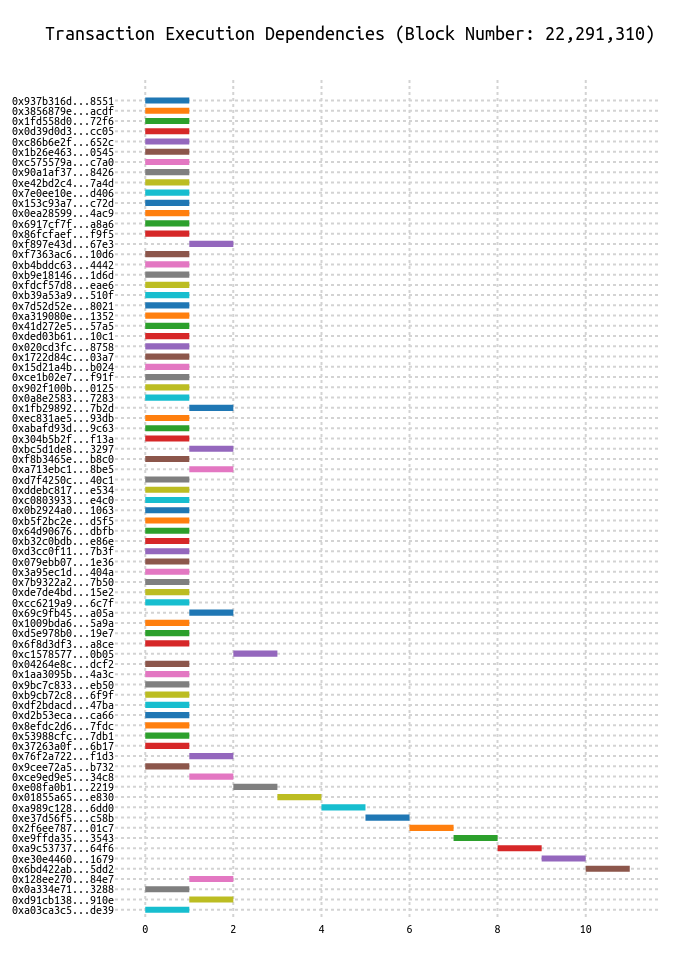 Transaction Execution Dependencies (Block Number: 22,291,310)
0x937b316d...8551
0x3856879e...acdf
0x1fd558d0...72f6
0x0d39d0d3...cc05
0xc86b6e2f...652c
0x1b26e463...0545
0xc575579a...c7a0
0x90a1af37...8426
0xe42bd2c4...7a4d
0x7e0ee10e...d406
0x153c93a7...c72d
0x0ea28599...4ac9
0x6917cf7f...a8a6
0x86fcfaef...f9f5
0xf897e43d...67e3
0xf7363ac6...10d6
0xb4bddc63...4442
0xb9e18146...1d6d
0xfdcf57d8...eae6
0xb39a53a9...510f
0x7d52d52e...8021
0xa319080e...1352
0x41d272e5...57a5
0xded03b61...10c1
0x020cd3fc...8758
0x1722d84c...03a7
0x15d21a4b...b024
0xce1b02e7...f91f
0x902f100b...0125
0x0a8e2583...7283
0x1fb29892...7b2d
0xec831ae5...93db
0xabafd93d...9c63
0x304b5b2f...f13a
0xbc5d1de8...3297
0xf8b3465e...b8c0
0xa713ebc1...8be5
0xd7f4250c...40c1
0xddebc817...e534
0xc0803933...e4c0
0x0b2924a0...1063
0xb5f2bc2e...d5f5
0x64d90676...dbfb
0xb32c0bdb...e86e
0xd3cc0f11...7b3f
0x079ebb07...1e36
0x3a95ec1d...404a
0x7b9322a2...7b50
0xde7de4bd...15e2
0xcc6219a9...6c7f
0x69c9fb45...a05a
0x1009bda6...5a9a
0xd5e978b0...19e7
0x6f8d3df3...a8ce
0xc1578577...0b05
0x04264e8c...dcf2
0x1aa3095b...4a3c
0x9bc7c833...eb50
0xb9cb72c8...6f9f
0xdf2bdacd...47ba
0xd2b53eca...ca66
0x8efdc2d6...7fdc
0x53988cfc...7db1
0x37263a0f...6b17
0x76f2a722...f1d3
0x9cee72a5...b732
0xce9ed9e5...34c8
0xe08fa0b1...2219
0x01855a65...e830
0xa989c128...6dd0
0xe37d56f5...c58b
0x2f6ee787...01c7
0xe9ffda35...3543
0xa9c53737...64f6
0xe30e4460...1679
0x6bd422ab...5dd2
0x128ee270...84e7
0x0a334e71...3288
0xd91cb138...910e
0xa03ca3c5...de39
0 2 4 6 8 10